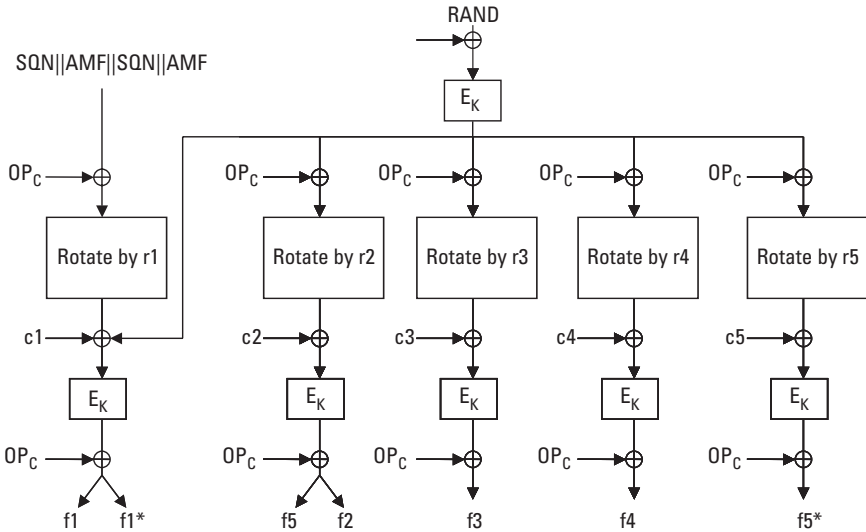 RAND
SQN||AMF||SQN||AMF
E_K
OP_C OP_C OP_C OP_C OP_C
Rotate by r1 Rotate by r2 Rotate by r3 Rotate by r4 Rotate by r5
c1 c2 c3 c4 c5
E_K E_K E_K E_K E_K
OP_C OP_C OP_C OP_C OP_C
f1 f1* f5 f2 f3 f4 f5*